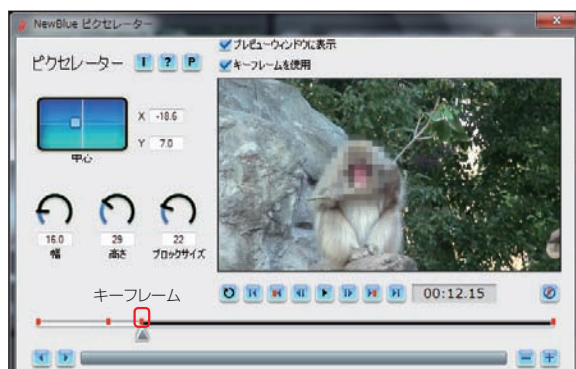 NewBlue ピクセレーター
ピクセレーター I ? P
プレビューウィンドウに表示
キーフレームを使用
X -18.6
Y 7.0
中心
16.0 29 22
幅 高さ ブロックサイズ
キーフレーム
00:12.15